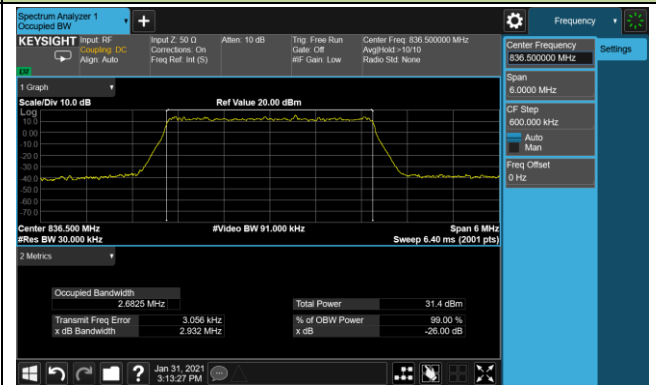 Spectrum Analyzer 1
Occupied BW
Frequency
KEYSIGHT
Input: RF
Coupling: DC
Align: Auto
Input Z: 50 Ω
Corrections: On
Freq Ref: Int (S)
Atten: 10 dB
Trig: Free Run
Gate: Off
#IF Gain: Low
Center Freq: 836.500000 MHz
Avg|Hold:>10/10
Radio Std: None
Center Frequency
836.500000 MHz
Settings
Span
6.0000 MHz
CF Step
600.000 kHz
Auto
Man
Freq Offset
0 Hz
1 Graph
Scale/Div 10.0 dB
Ref Value 20.00 dBm
Log
10.0
0.00
-10.0
-20.0
-30.0
-40.0
-50.0
-60.0
-70.0
Center 836.500 MHz
#Video BW 91.000 kHz
Span 6 MHz
#Res BW 30.000 kHz
Sweep 6.40 ms (2001 pts)
2 Metrics
Occupied Bandwidth
2.6825 MHz
Total Power 31.4 dBm
Transmit Freq Error 3.056 kHz
% of OBW Power 99.00 %
x dB Bandwidth 2.932 MHz
x dB -26.00 dB
?
Jan 31, 2021
3:13:27 PM